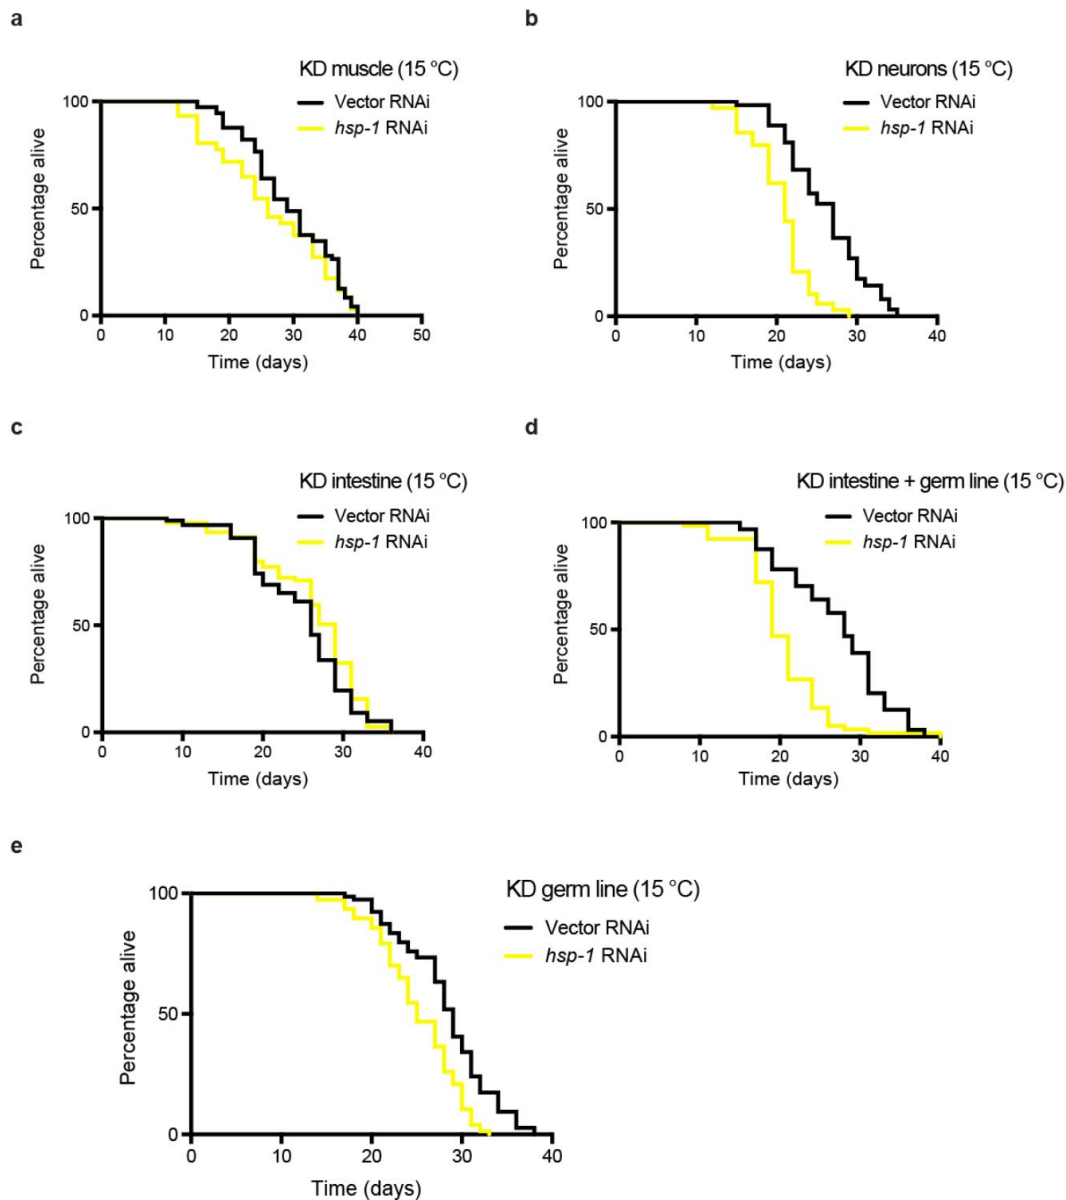 a
KD muscle (15 °C)
Vector RNAi
hsp-1 RNAi
Percentage alive
100
50
0
0 10 20 30 40 50
Time (days)
b
KD neurons (15 °C)
Vector RNAi
hsp-1 RNAi
Percentage alive
100
50
0
0 10 20 30 40
Time (days)
c
KD intestine (15 °C)
Vector RNAi
hsp-1 RNAi
Percentage alive
100
50
0
0 10 20 30 40
Time (days)
d
KD intestine + germ line (15 °C)
Vector RNAi
hsp-1 RNAi
Percentage alive
100
50
0
0 10 20 30 40
Time (days)
e
KD germ line (15 °C)
Vector RNAi
hsp-1 RNAi
Percentage alive
100
50
0
0 10 20 30 40
Time (days)